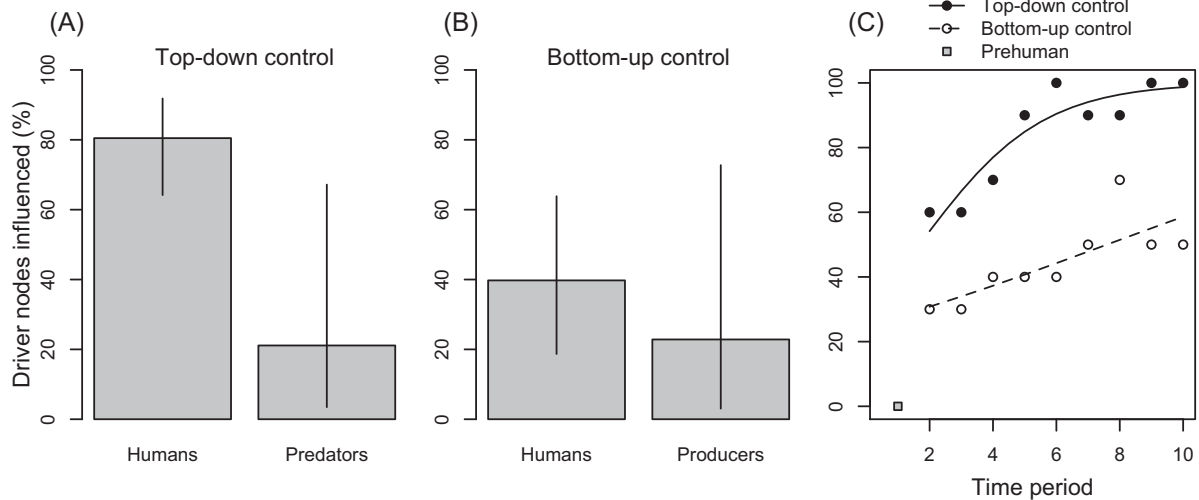 (A)
Top-down control
Driver nodes influenced (%)
0
20
40
60
80
100
Humans
Predators
(B)
Bottom-up control
0
20
40
60
80
100
Humans
Producers
(C)
Top-down control
Bottom-up control
Prehuman
0
20
40
60
80
100
2 4 6 8 10
Time period